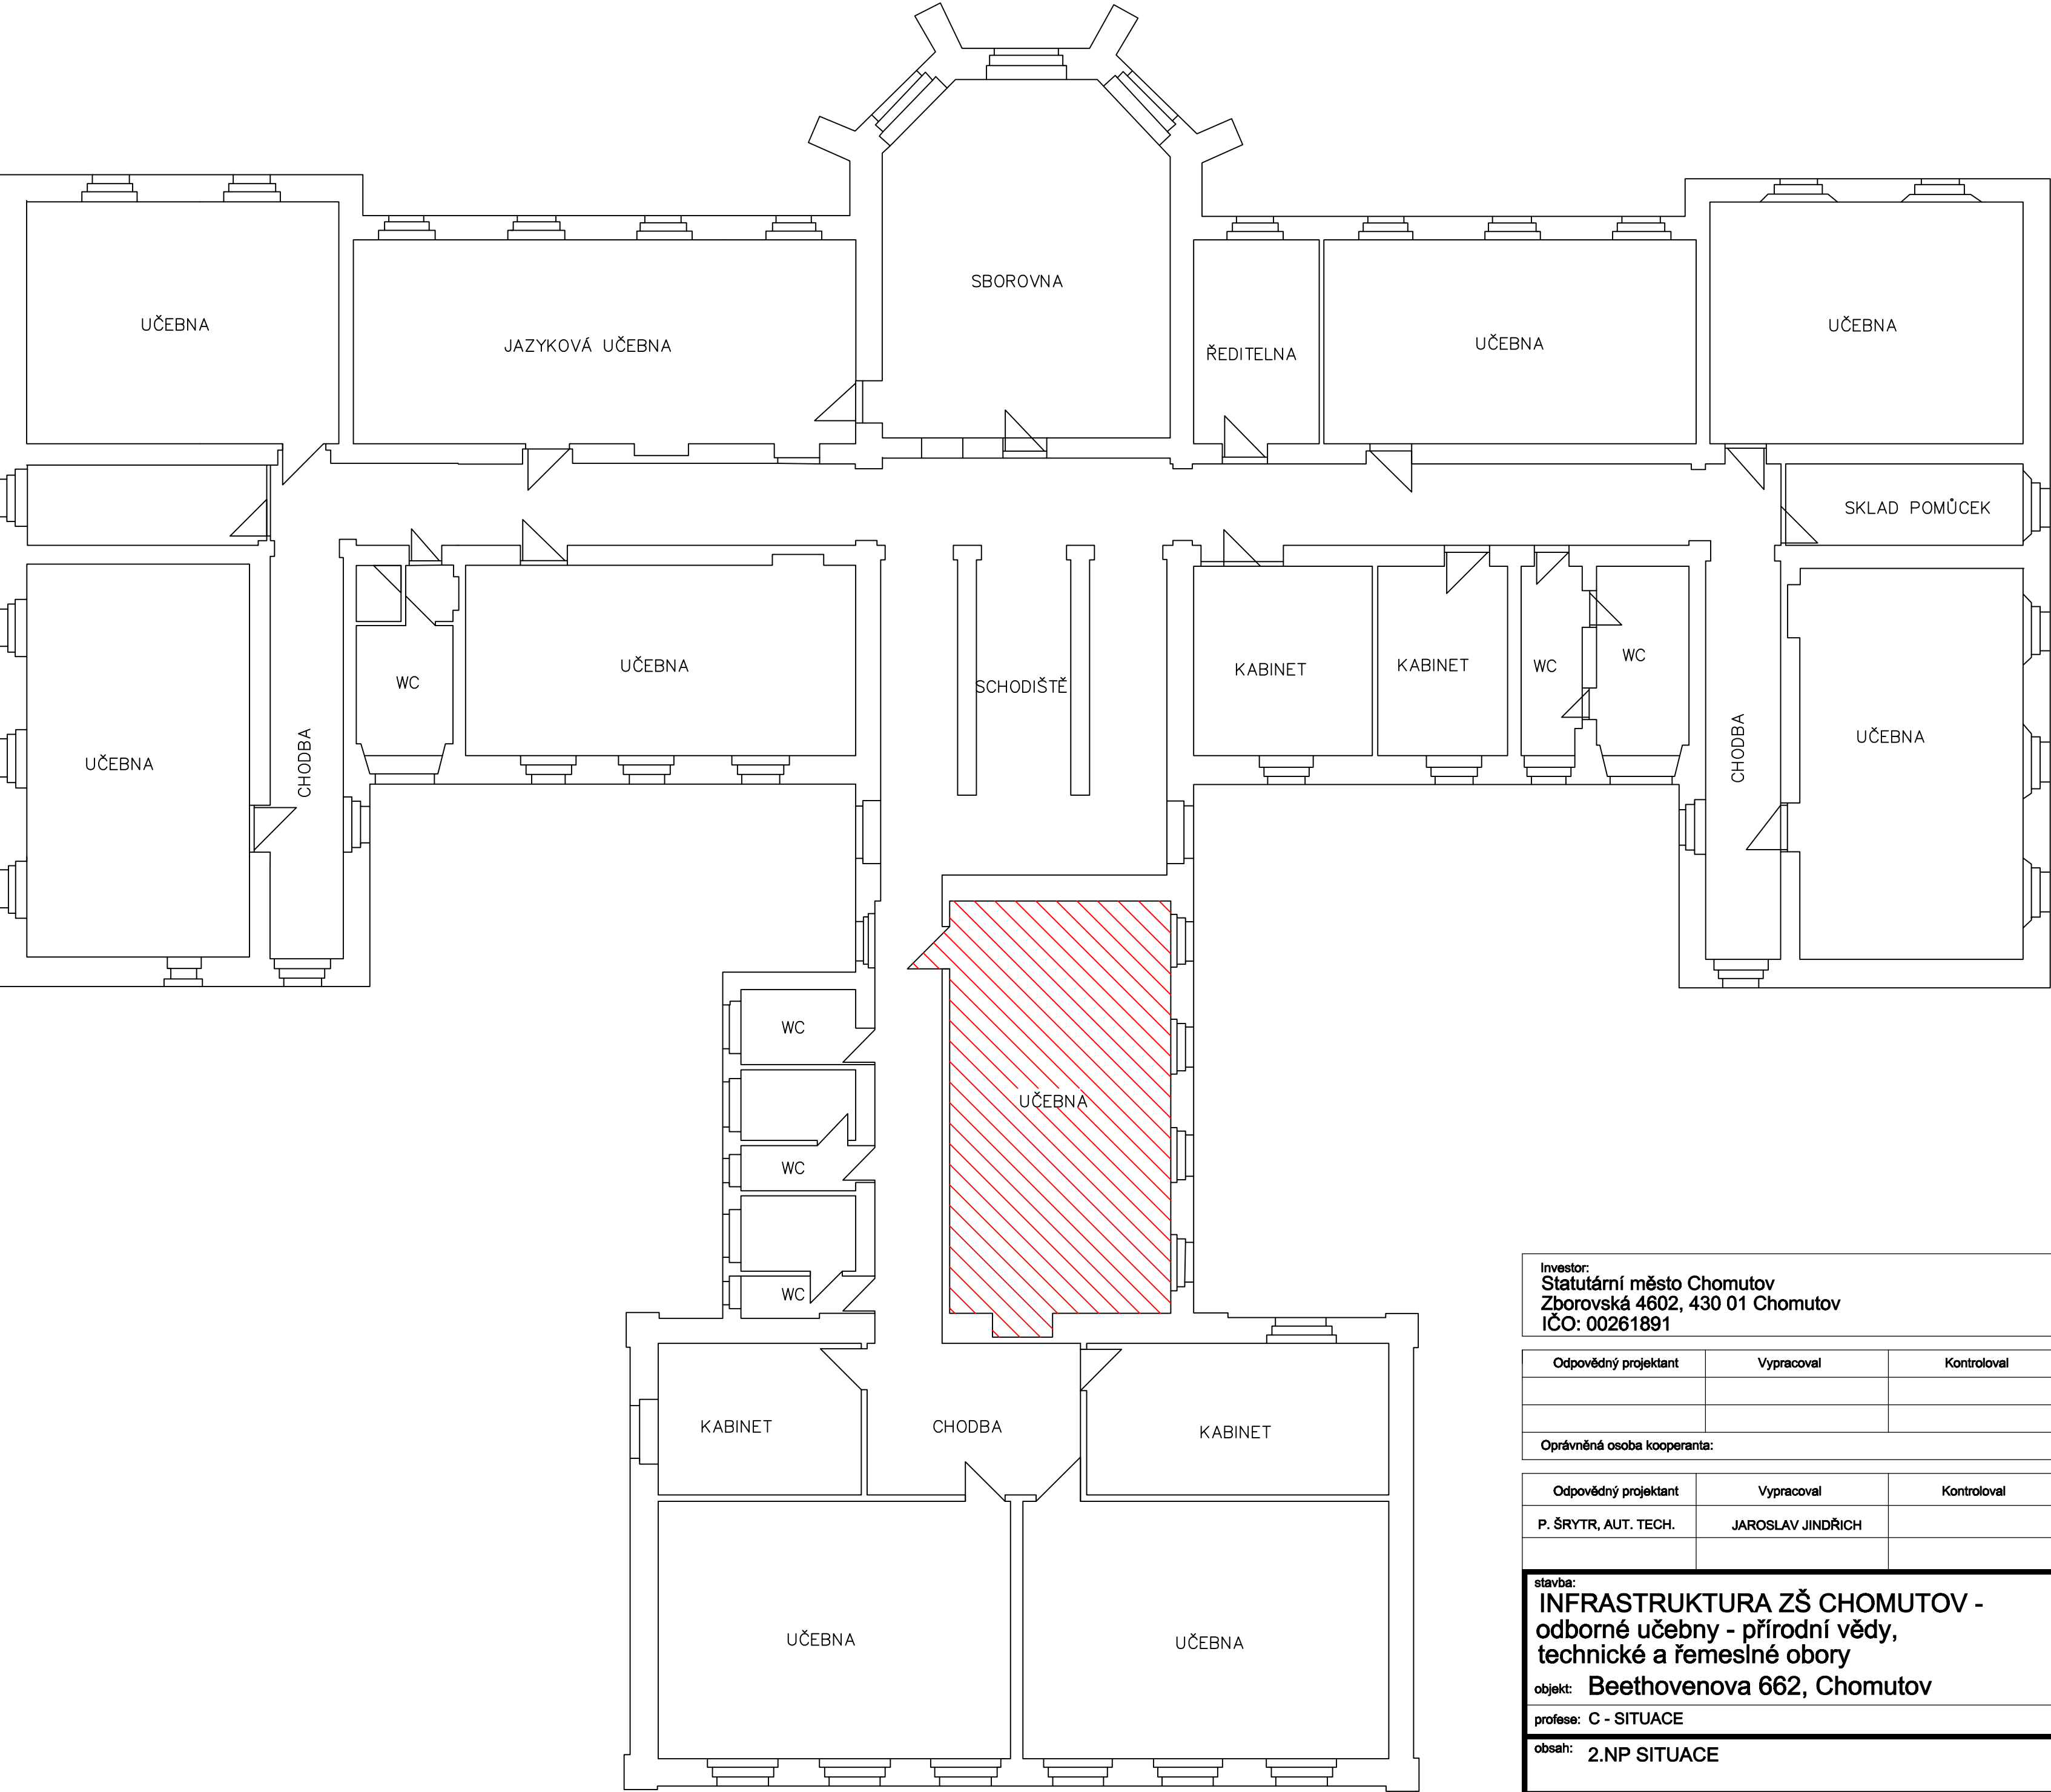 SBOROVNA
UČEBNA
JAZYKOVÁ UČEBNA
ŘEDITELNA
UČEBNA
UČEBNA
SKLAD POMŮCEK
UČEBNA
CHODBA
WC
UČEBNA
SCHODIŠTĚ
KABINET
KABINET
WC
WC
CHODBA
UČEBNA
WC
UČEBNA
WC
WC
KABINET
CHODBA
KABINET
UČEBNA
UČEBNA
Investor:
Statutární město Chomutov
Zborovská 4602, 430 01 Chomutov
IČO: 00261891
Odpovědný projektant Vypracoval Kontroloval
Oprávněná osoba kooperanta:
Odpovědný projektant Vypracoval Kontroloval
P. ŠRYTR, AUT. TECH. JAROSLAV JINDŘICH
stavba:
INFRASTRUKTURA ZŠ CHOMUTOV -
odborné učebny - přírodní vědy,
technické a řemeslné obory
objekt: Beethovenova 662, Chomutov
profese: C - SITUACE
obsah: 2.NP SITUACE